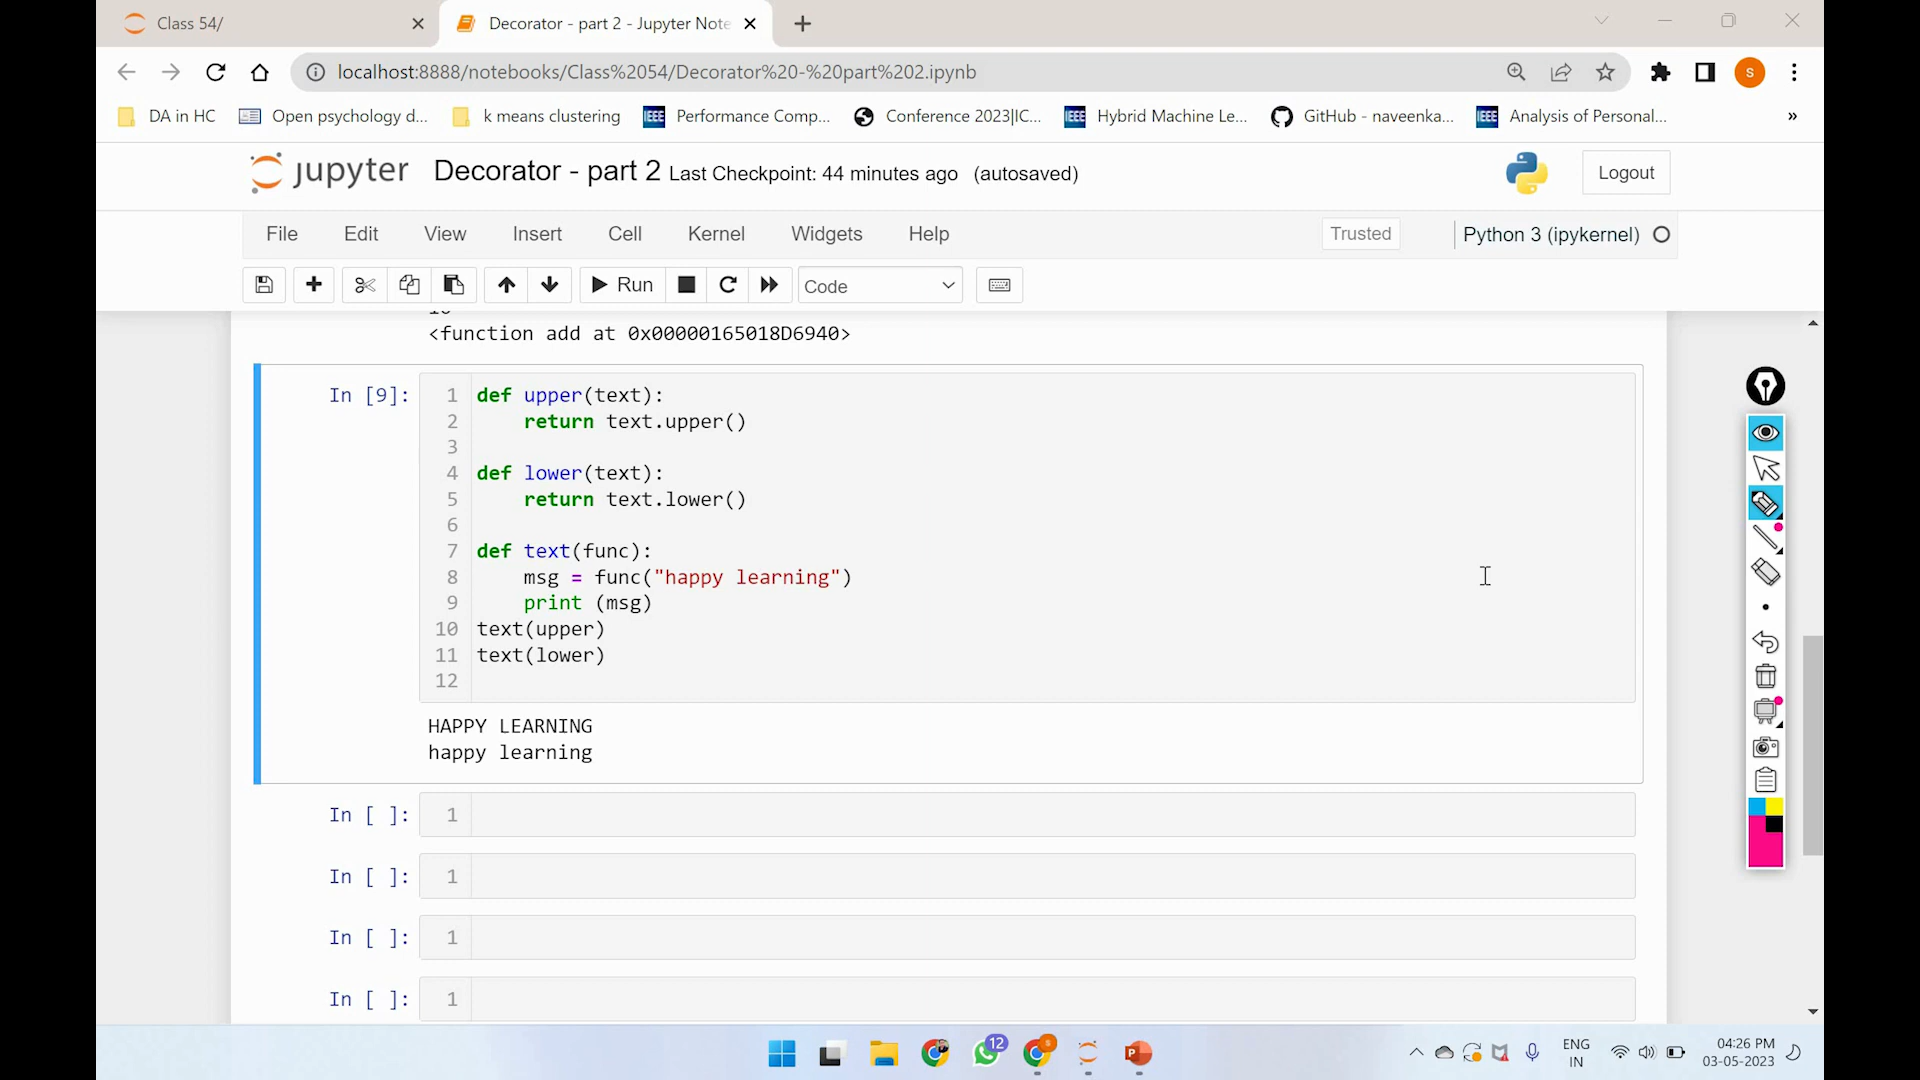 Class 54/
Decorator - part 2 - Jupyter Note
localhost:8888/notebooks/Class%2054/Decorator%20-%20part%202.ipynb
S
DA in HC
Open psychology d...
k means clustering
IEEE
Performance Comp...
Conference 2023|IC...
IEEE
Hybrid Machine Le...
GitHub - naveenka...
IEEE
Analysis of Personal...
»
jupyter
Decorator - part 2 Last Checkpoint: 44 minutes ago (autosaved)
Logout
File Edit View Insert Cell Kernel Widgets Help
Trusted
Python 3 (ipykernel)
Run
Code
<function add at 0x00000165018D6940>
In [9]:
1 def upper(text):
2     return text.upper()
3
4 def lower(text):
5     return text.lower()
6
7 def text(func):
8     msg = func("happy learning")
9     print (msg)
10 text(upper)
11 text(lower)
12
HAPPY LEARNING
happy learning
In [ ]: 1
In [ ]: 1
In [ ]: 1
In [ ]: 1
12
P
ENG
IN
04:26 PM
03-05-2023